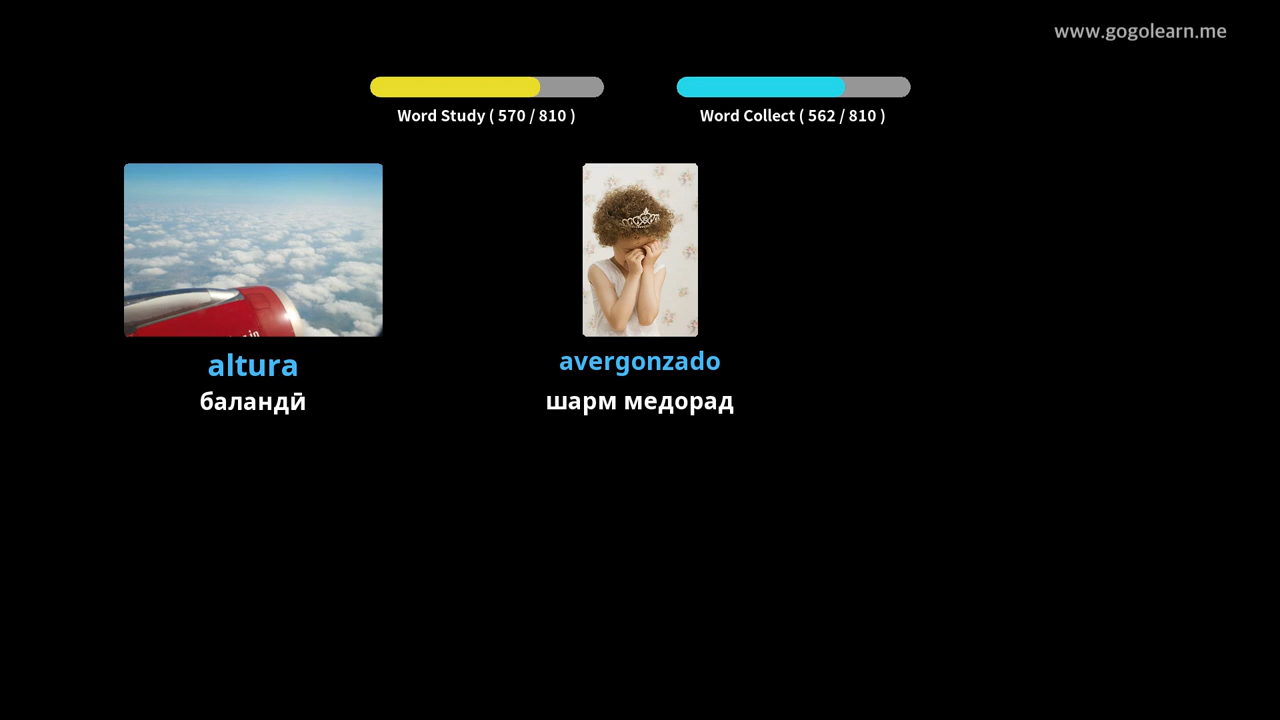 www.gogolearn.me
Word Study ( 570 / 810 )
Word Collect ( 562 / 810 )
altura
баландӣ
avergonzado
шарм медорад